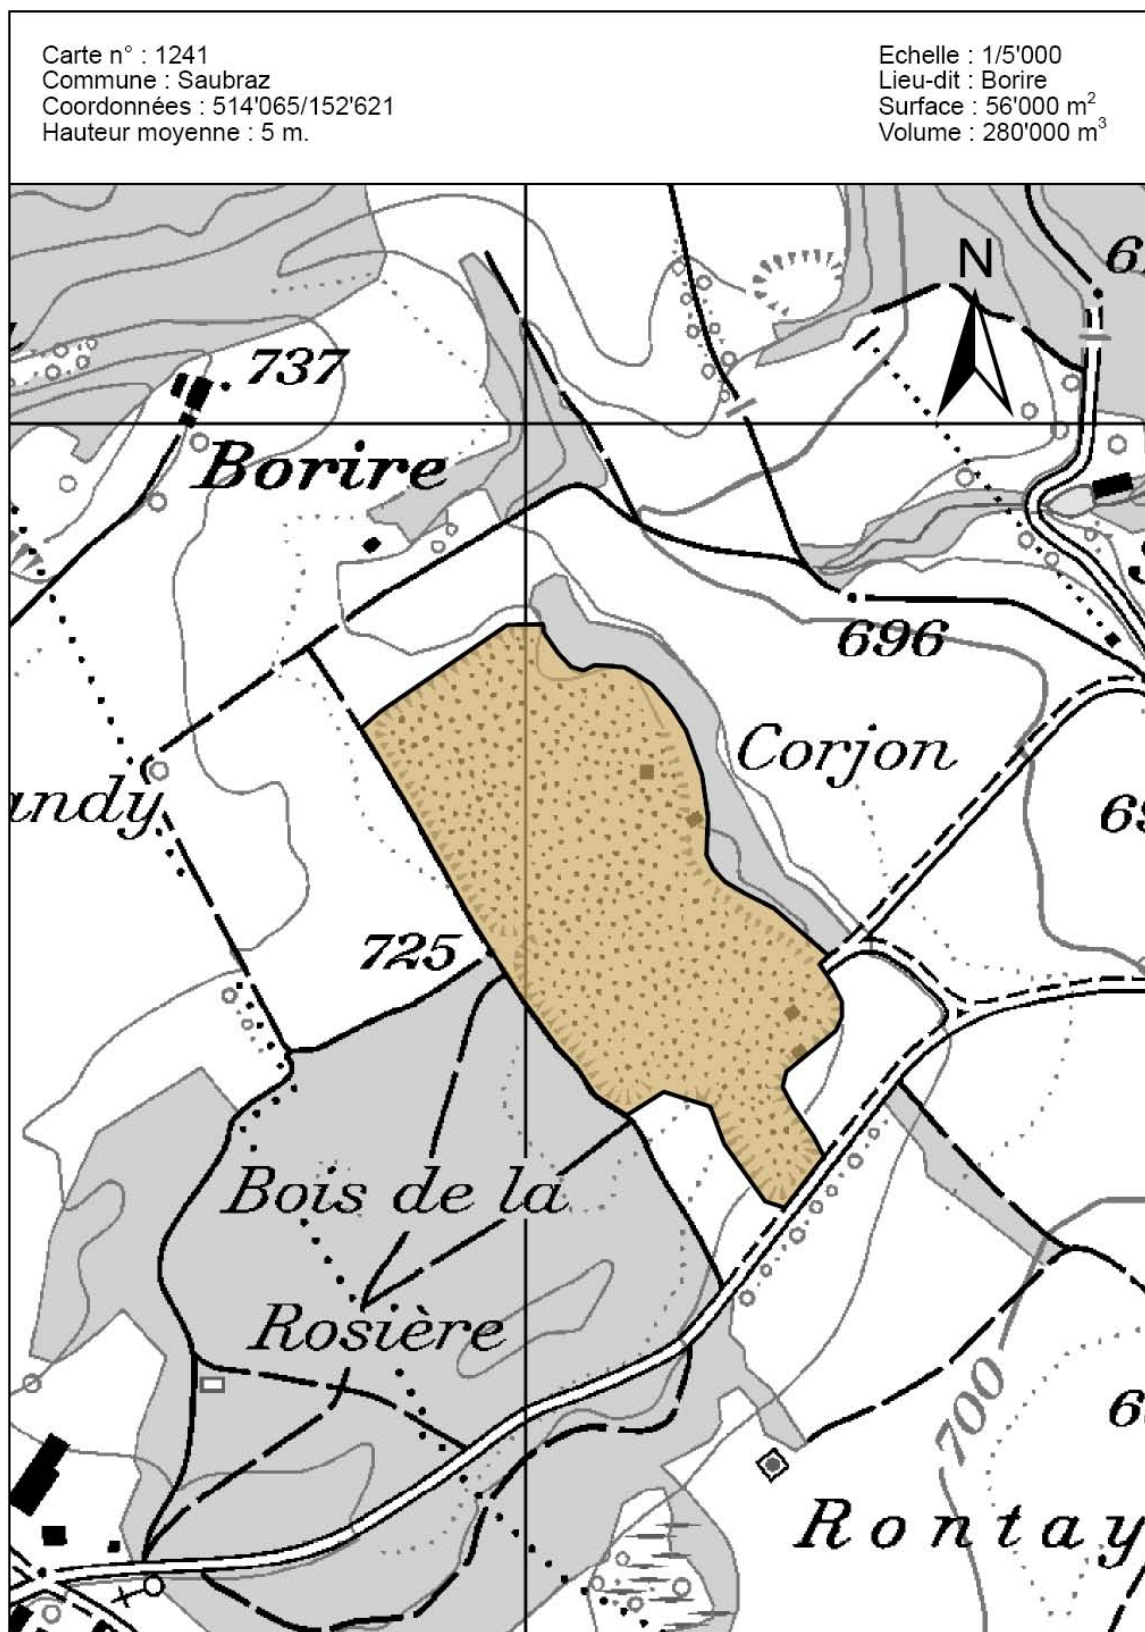 Carte n° : 1241
Commune : Saubraz
Coordonnées : 514'065/152'621
Hauteur moyenne : 5 m.
Echelle : 1/5'000
Lieu-dit : Borire
Surface : 56'000 m²
Volume : 280'000 m³
N
737
Borire
696
Corjon
andy
725
Bois de la
Rosière
700
Rontay